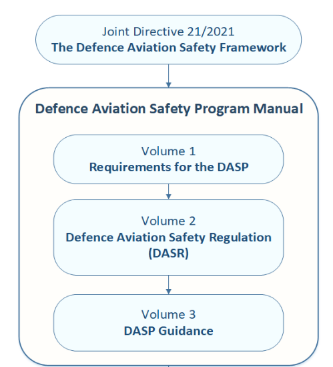 Joint Directive 21/2021
The Defence Aviation Safety Framework
Defence Aviation Safety Program Manual
Volume 1
Requirements for the DASP
Volume 2
Defence Aviation Safety Regulation
(DASR)
Volume 3
DASP Guidance